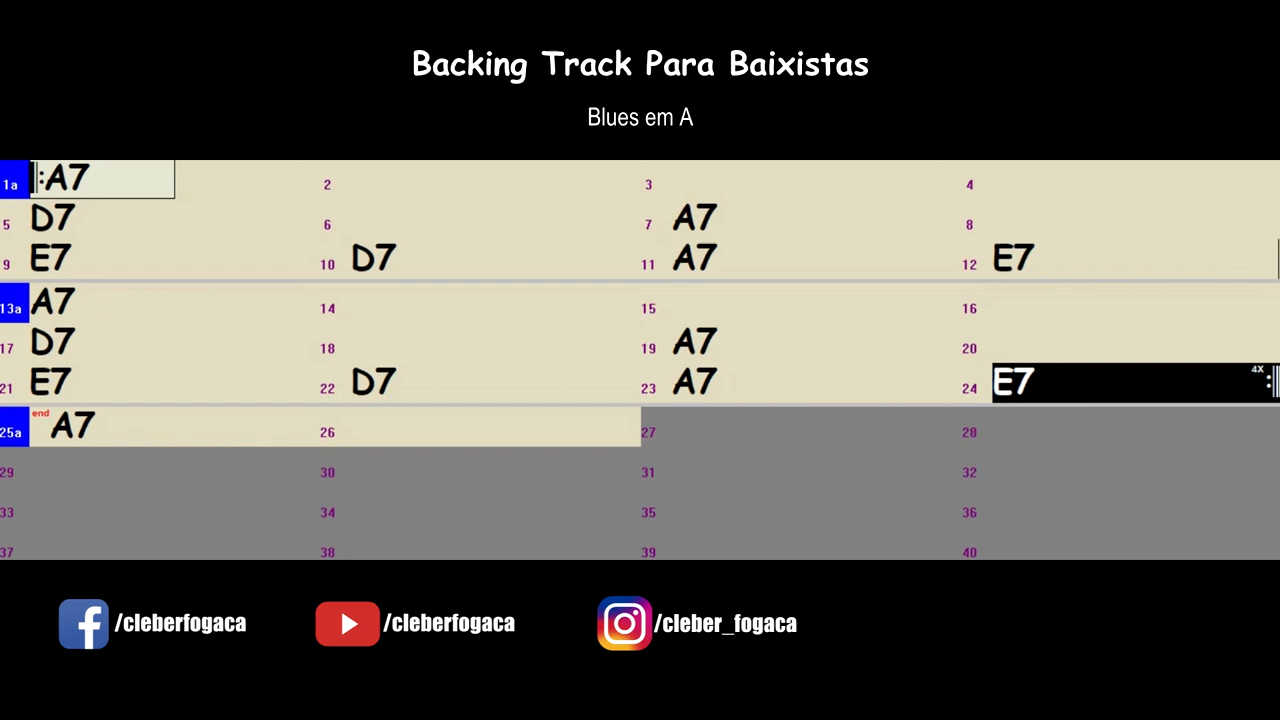 Backing Track Para Baixistas
Blues em A
1a :A7 2 3 4
5 D7 6 7 A7 8
9 E7 10 D7 11 A7 12 E7
13a A7 14 15 16
17 D7 18 19 A7 20
21 E7 22 D7 23 A7 24 E7 4X :
25a end A7 26 27 28
29 30 31 32
33 34 35 36
37 38 39 40
/cleberfogaca /cleberfogaca /cleber_fogaca